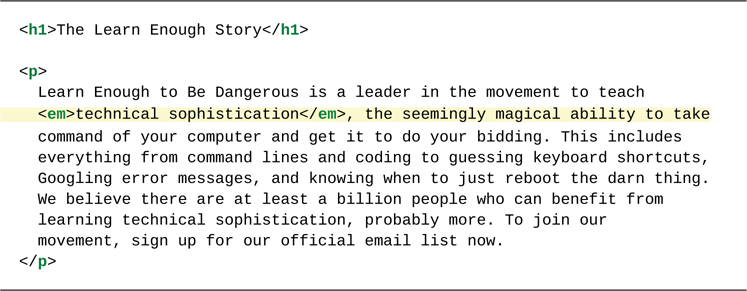 <h1>The Learn Enough Story</h1>
<p>
Learn Enough to Be Dangerous is a leader in the movement to teach
<em>technical sophistication</em>, the seemingly magical ability to take
command of your computer and get it to do your bidding. This includes
everything from command lines and coding to guessing keyboard shortcuts,
Googling error messages, and knowing when to just reboot the darn thing.
We believe there are at least a billion people who can benefit from
learning technical sophistication, probably more. To join our
movement, sign up for our official email list now.
</p>